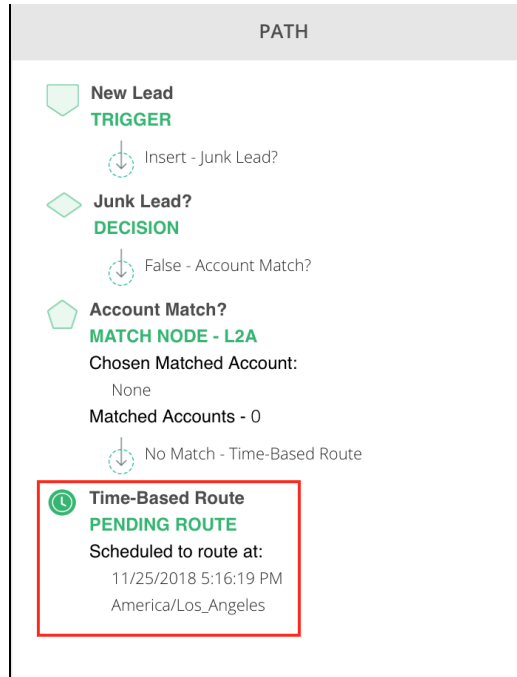 PATH
New Lead
TRIGGER
Insert - Junk Lead?
Junk Lead?
DECISION
False - Account Match?
Account Match?
MATCH NODE - L2A
Chosen Matched Account:
None
Matched Accounts - 0
No Match - Time-Based Route
Time-Based Route
PENDING ROUTE
Scheduled to route at:
11/25/2018 5:16:19 PM
America/Los_Angeles